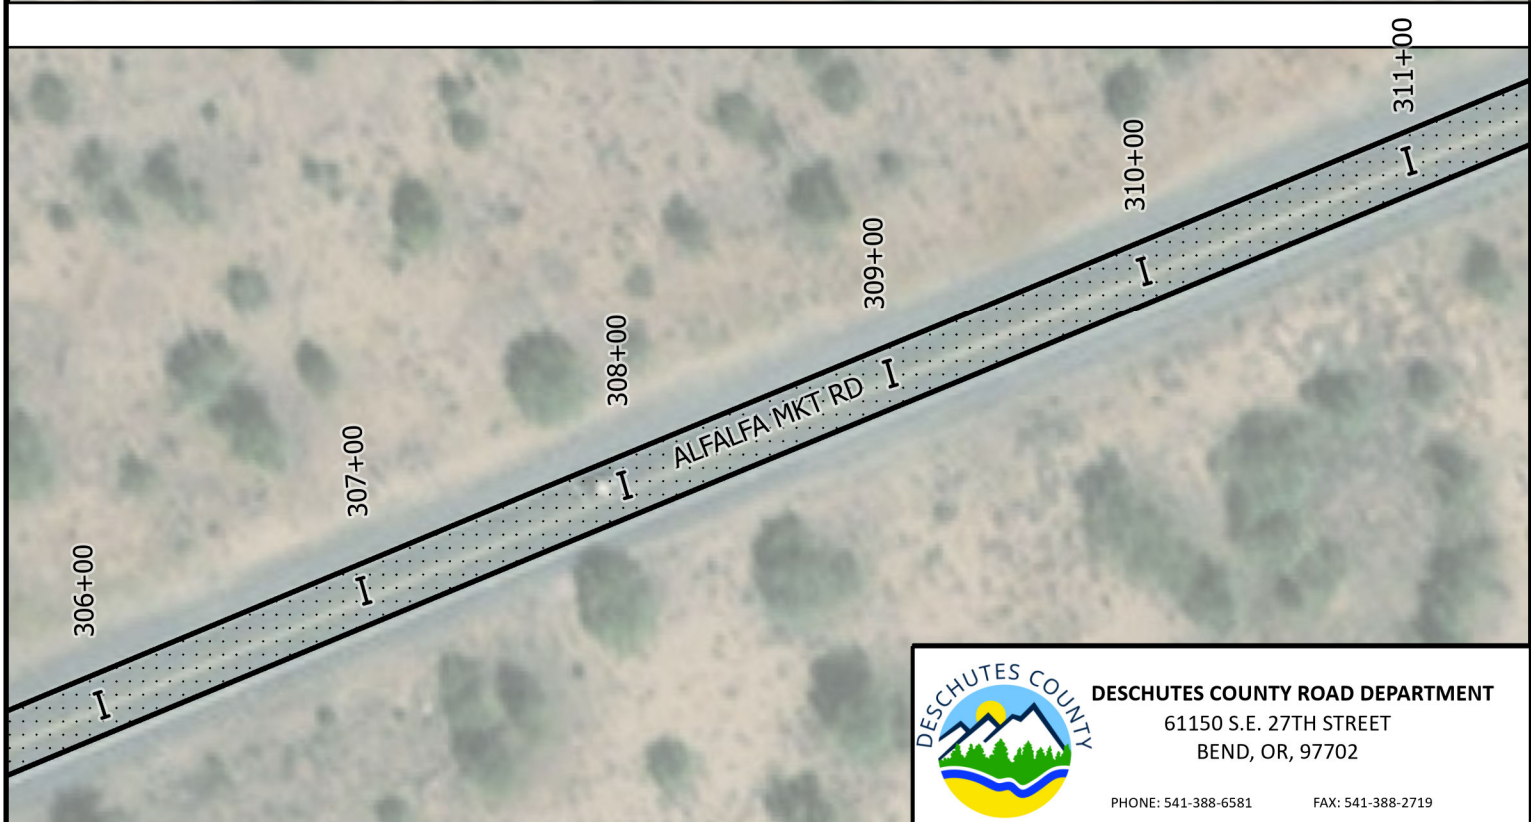 311+00
310+00
309+00
308+00
307+00
306+00
ALFALFA MKT RD
DESCHUTES COUNTY
DESCHUTES COUNTY ROAD DEPARTMENT
61150 S.E. 27TH STREET
BEND, OR, 97702
PHONE: 541-388-6581 FAX: 541-388-2719